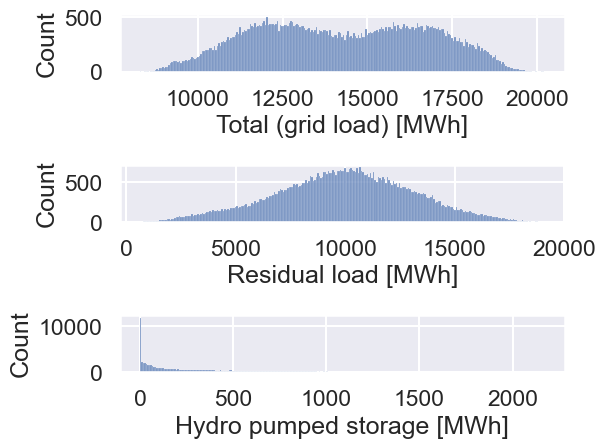 Count
500
0
10000 12500 15000 17500 20000
Total (grid load) [MWh]
Count
500
0
0 5000 10000 15000 20000
Residual load [MWh]
Count
10000
0
0 500 1000 1500 2000
Hydro pumped storage [MWh]